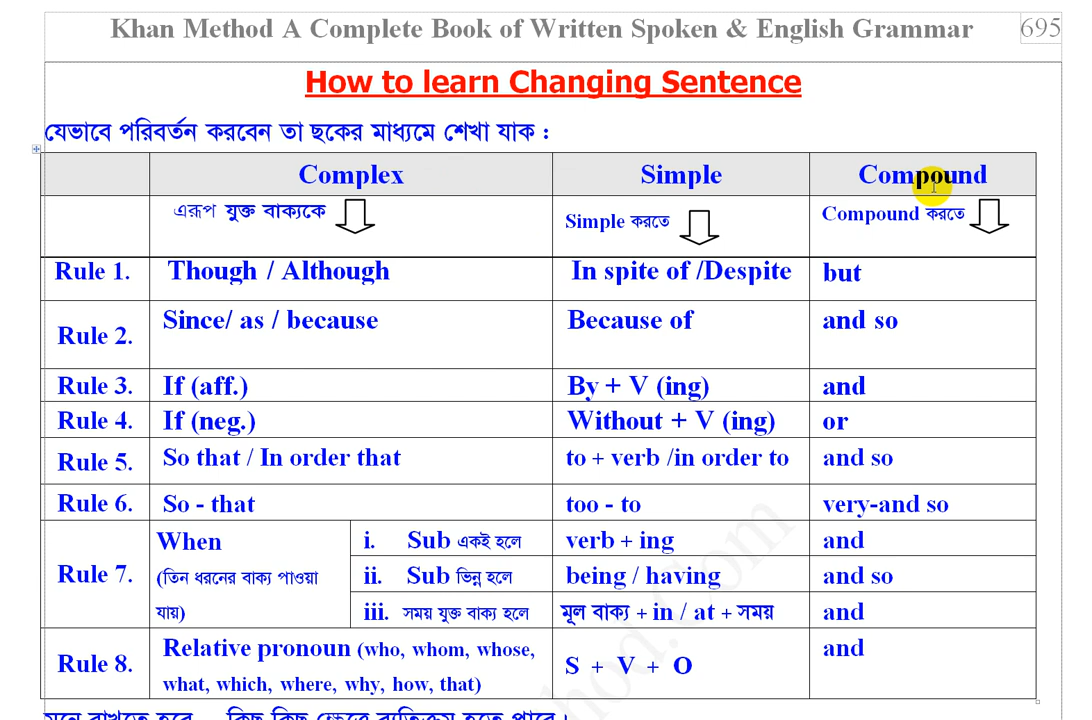 Khan Method A Complete Book of Written Spoken & English Grammar 695
How to learn Changing Sentence
যেভাবে পরিবর্তন করবেন তা ছকের মাধ্যমে শেখা যাক :
Complex Simple Compound
এরূপ যুক্ত বাক্যকে Simple করতে Compound করতে
Rule 1. Though / Although In spite of /Despite but
Rule 2. Since/ as / because Because of and so
Rule 3. If (aff.) By + V (ing) and
Rule 4. If (neg.) Without + V (ing) or
Rule 5. So that / In order that to + verb /in order to and so
Rule 6. So - that too - to very-and so
Rule 7. When (তিন ধরনের বাক্য পাওয়া যায়)
i. Sub একই হলে verb + ing and
ii. Sub ভিন্ন হলে being / having and so
iii. সময় যুক্ত বাক্য হলে মূল বাক্য + in / at + সময় and
Rule 8. Relative pronoun (who, whom, whose, S + V + O and
what, which, where, why, how, that)
মনে রাখতে হবে কিছু কিছু ক্ষেত্রে ব্যতিক্রম হতে পারে।